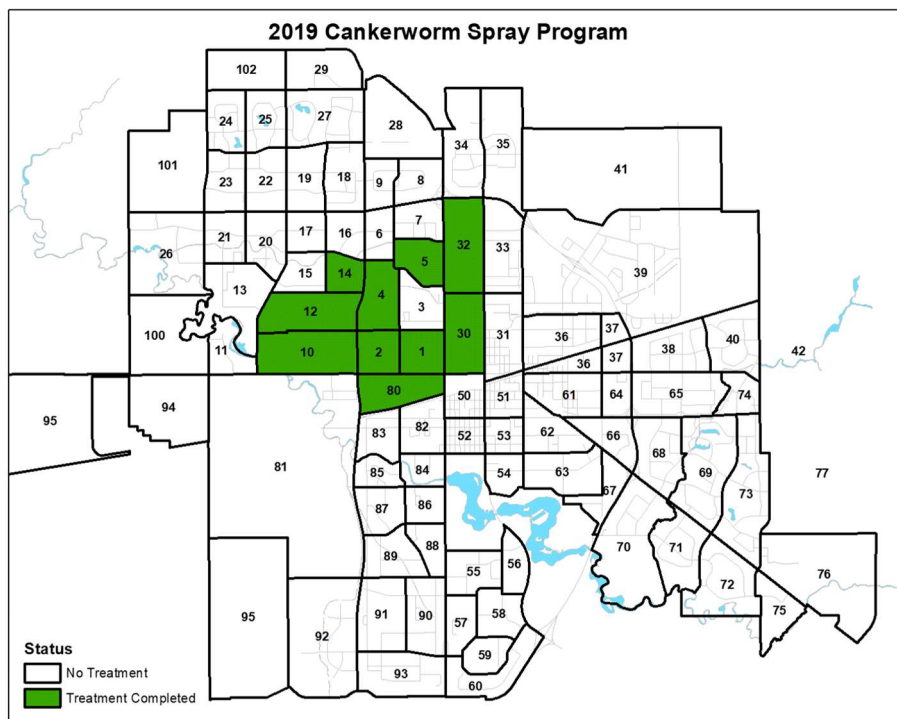 2019 Cankerworm Spray Program
102 29
24 25 27 28 34 35
101 23 22 19 18 9 8 41
26 21 20 17 16 6 7 32 33 39
13 15 14 4 5
12 3
100 11 10 2 1 30 31 36 37 38 40 42
36 37
95 94 80 50 51 61 64 65 74
83 82 52 53 62 66 68 69 73 77
81 85 84 54 63 67
87 86
89 88 55 56 70 71 72 76
95 92 91 90 57 58 75
93 59
60
Status
No Treatment
Treatment Completed